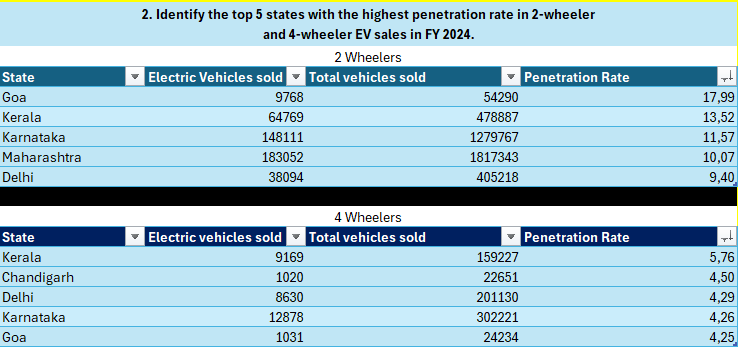 2. Identify the top 5 states with the highest penetration rate in 2-wheeler
and 4-wheeler EV sales in FY 2024.
2 Wheelers
State Electric Vehicles sold Total vehicles sold Penetration Rate
Goa 9768 54290 17,99
Kerala 64769 478887 13,52
Karnataka 148111 1279767 11,57
Maharashtra 183052 1817343 10,07
Delhi 38094 405218 9,40
4 Wheelers
State Electric vehicles sold Total vehicles sold Penetration Rate
Kerala 9169 159227 5,76
Chandigarh 1020 22651 4,50
Delhi 8630 201130 4,29
Karnataka 12878 302221 4,26
Goa 1031 24234 4,25